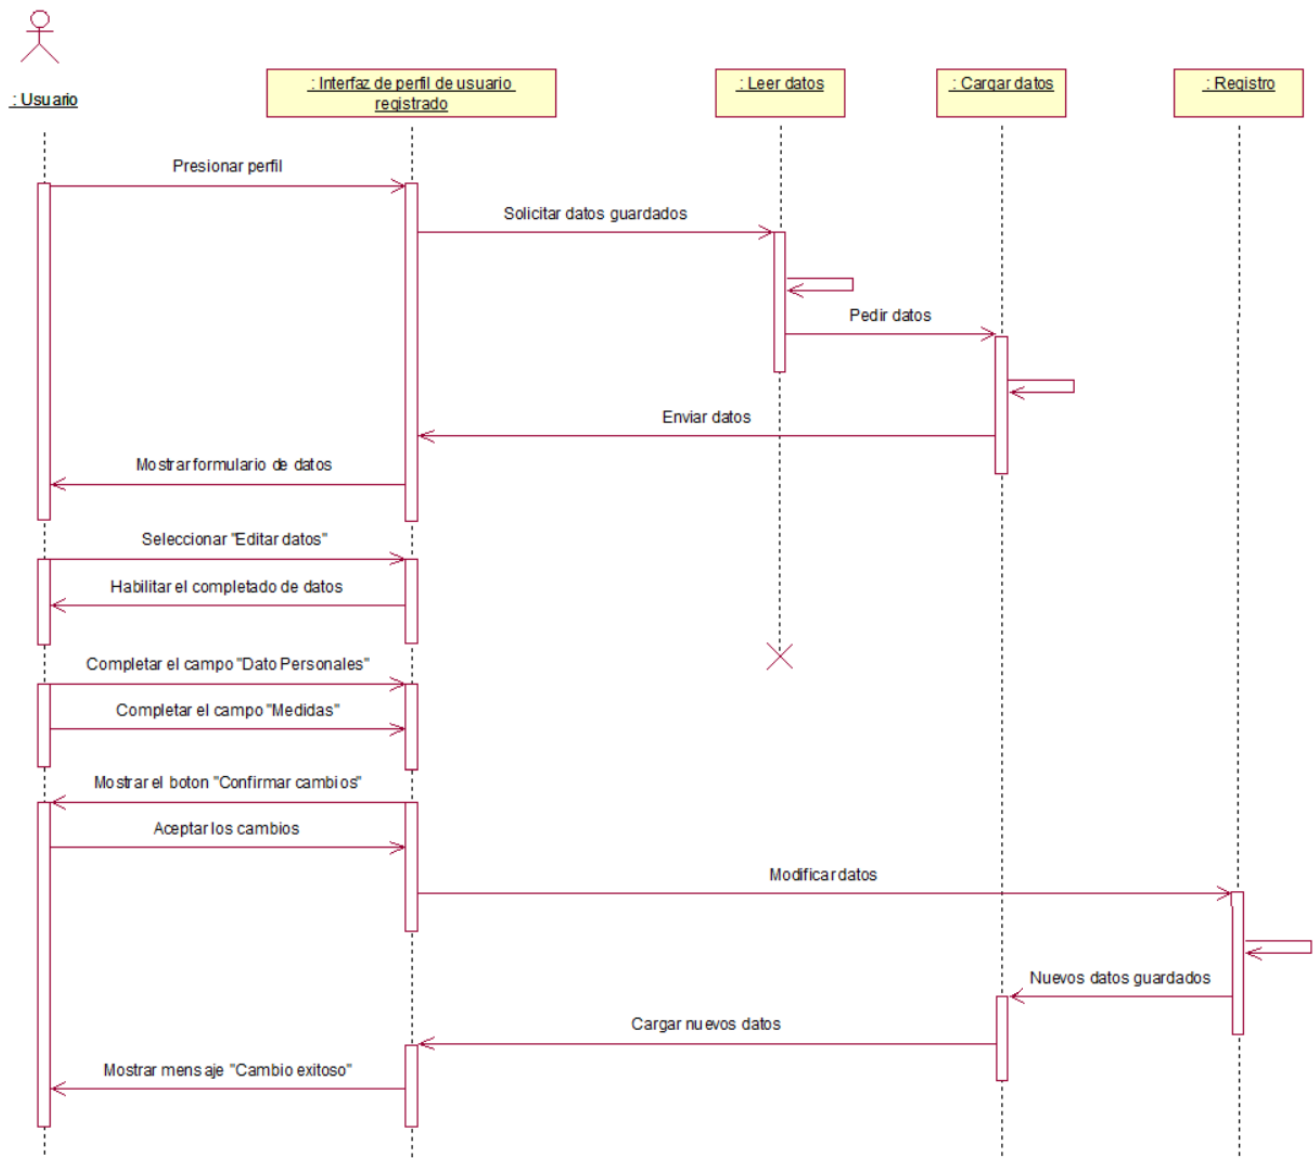 : Usuario
: Interfaz de perfil de usuario
registrado
: Leer datos
: Cargar datos
: Registro
Presionar perfil
Solicitar datos guardados
Pedir datos
Enviar datos
Mostrar formulario de datos
Seleccionar "Editar datos"
Habilitar el completado de datos
Completar el campo "Dato Personales"
Completar el campo "Medidas"
Mostrar el boton "Confirmar cambios"
Aceptar los cambios
Modificar datos
Nuevos datos guardados
Cargar nuevos datos
Mostrar mensaje "Cambio exitoso"